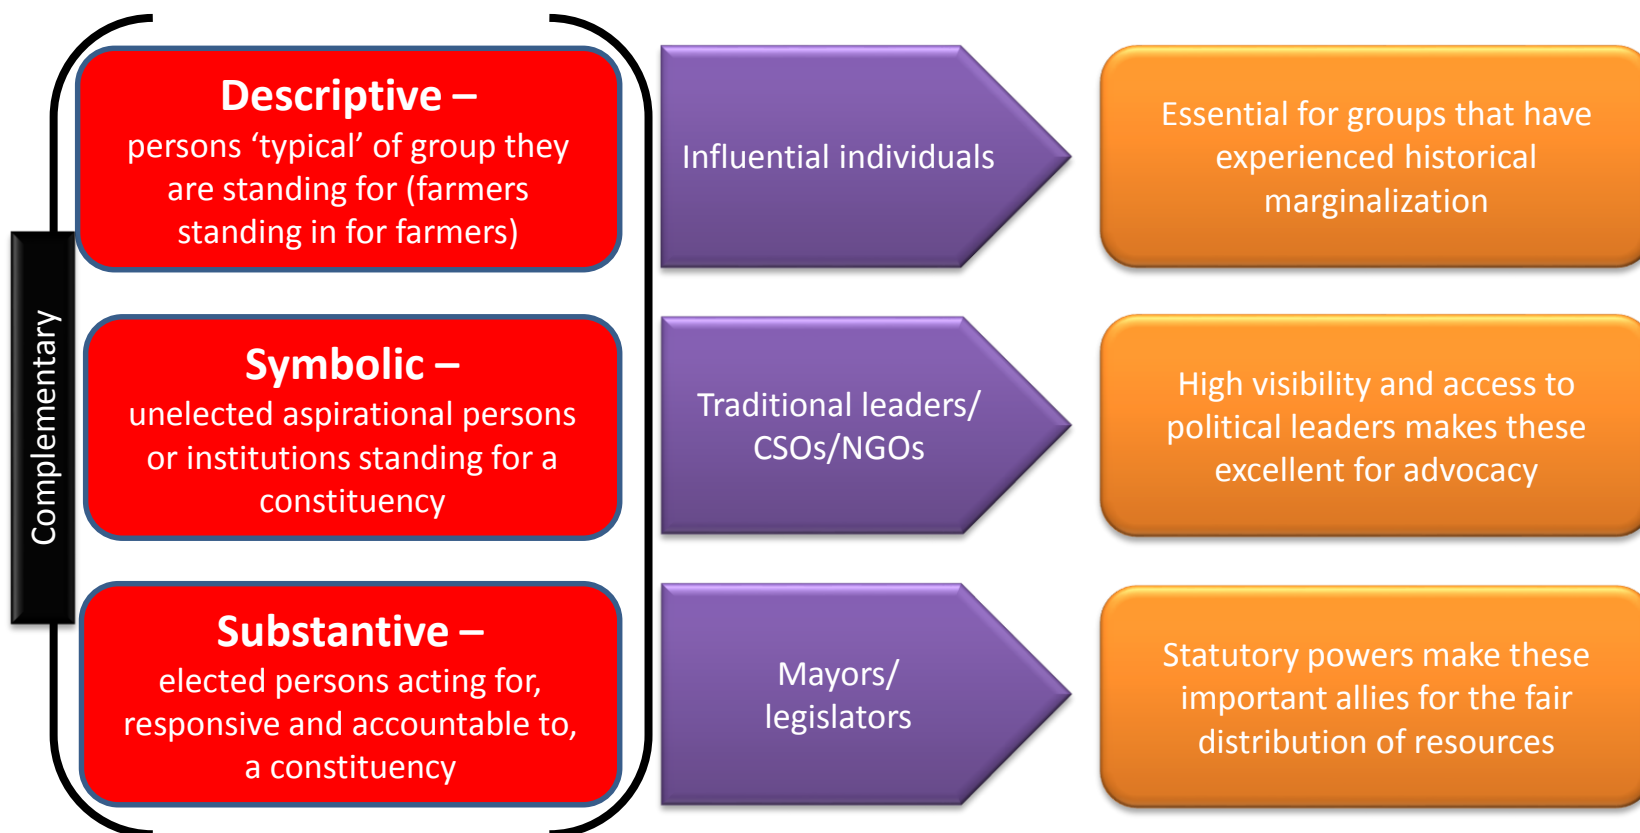 Complementary
Descriptive –
persons ‘typical’ of group they
are standing for (farmers
standing in for farmers)
Influential individuals
Essential for groups that have
experienced historical
marginalization
Symbolic –
unelected aspirational persons
or institutions standing for a
constituency
Traditional leaders/
CSOs/NGOs
High visibility and access to
political leaders makes these
excellent for advocacy
Substantive –
elected persons acting for,
responsive and accountable to,
a constituency
Mayors/
legislators
Statutory powers make these
important allies for the fair
distribution of resources